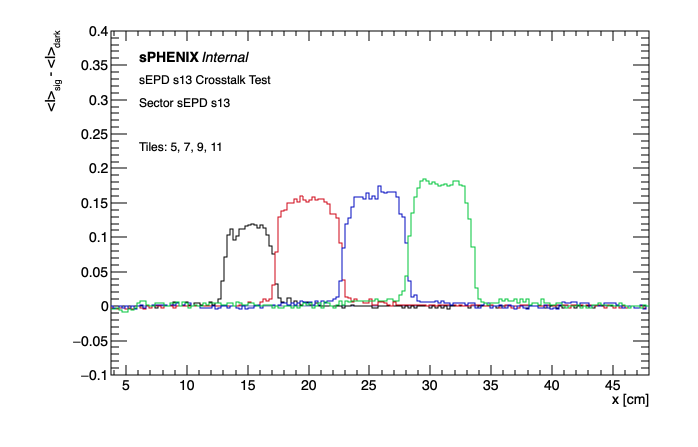 <I>sig - <I>dark
0.4
0.35
0.3
0.25
0.2
0.15
0.1
0.05
0
−0.05
−0.1
sPHENIX Internal
sEPD s13 Crosstalk Test
Sector sEPD s13
Tiles: 5, 7, 9, 11
5 10 15 20 25 30 35 40 45
x [cm]